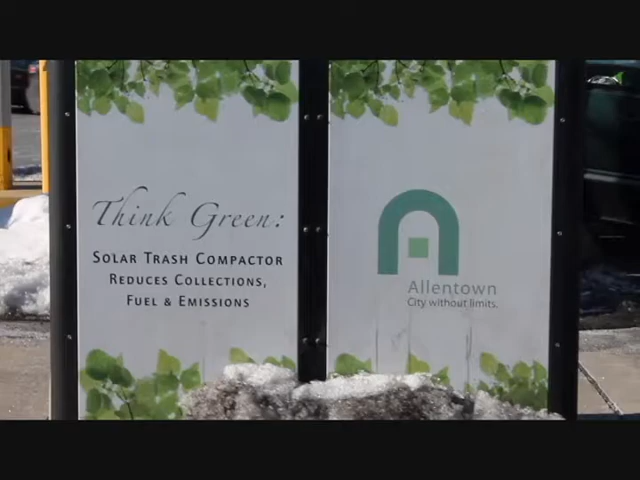 Think Green:
Solar Trash Compactor
Reduces Collections,
Fuel & Emissions
Allentown
City without limits.